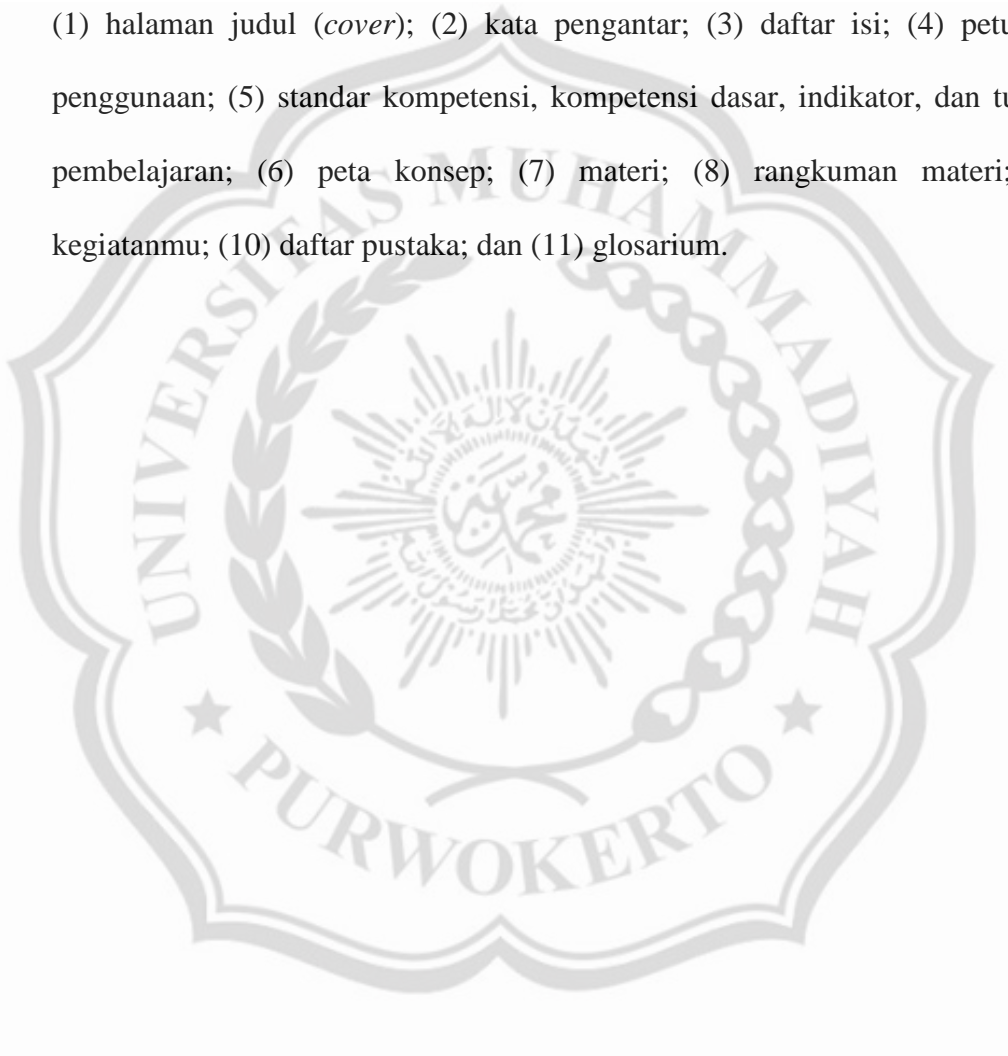 (1) halaman judul (cover); (2) kata pengantar; (3) daftar isi; (4) petu
penggunaan; (5) standar kompetensi, kompetensi dasar, indikator, dan tu
pembelajaran; (6) peta konsep; (7) materi; (8) rangkuman materi;
kegiatanmu; (10) daftar pustaka; dan (11) glosarium.
UNIVERSITAS MUHAMMADIYAH
PURWOKERTO